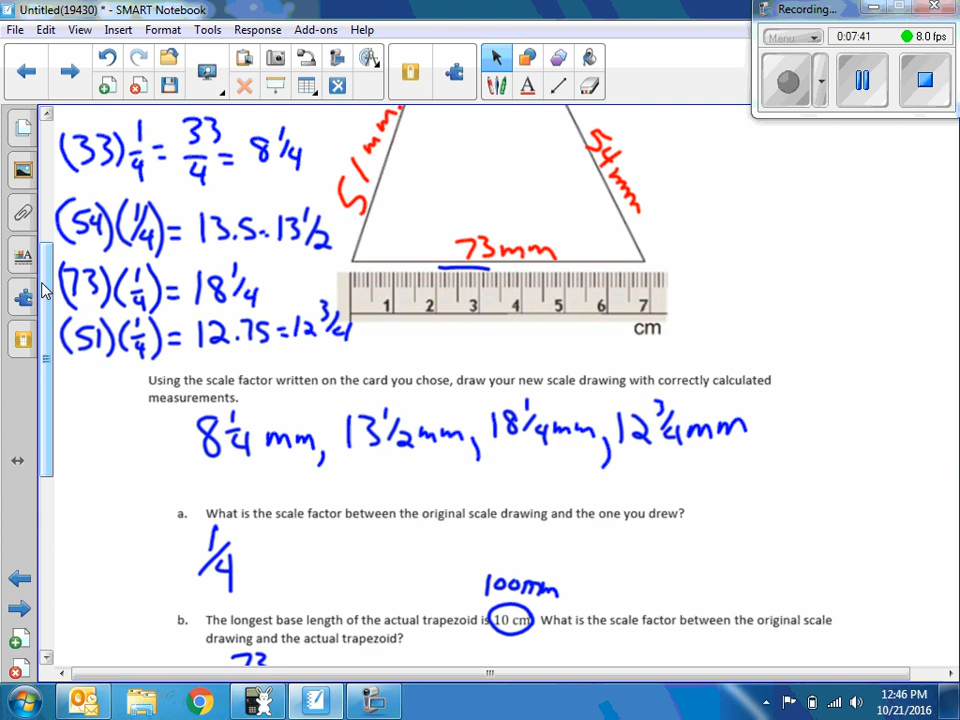 Untitled(19430) * - SMART Notebook
Recording...
File Edit View Insert Format Tools Response Add-ons Help
Menu 0:07:41 8.0 fps
(33) 1/4 = 33/4 = 8 1/4
51 mm.
54mm
(54)(1/4) = 13.5 = 13 1/2
73mm
(73)(1/4) = 18 1/4
1 2 3 4 5 6 7
cm
(51)(1/4) = 12.75 = 12 3/4
Using the scale factor written on the card you chose, draw your new scale drawing with correctly calculated
measurements.
8 1/4 mm, 13 1/2 mm, 18 1/4 mm, 12 3/4 mm
a. What is the scale factor between the original scale drawing and the one you drew?
1/4
100mm
b. The longest base length of the actual trapezoid is 10 cm. What is the scale factor between the original scale
drawing and the actual trapezoid?
73
12:46 PM
10/21/2016